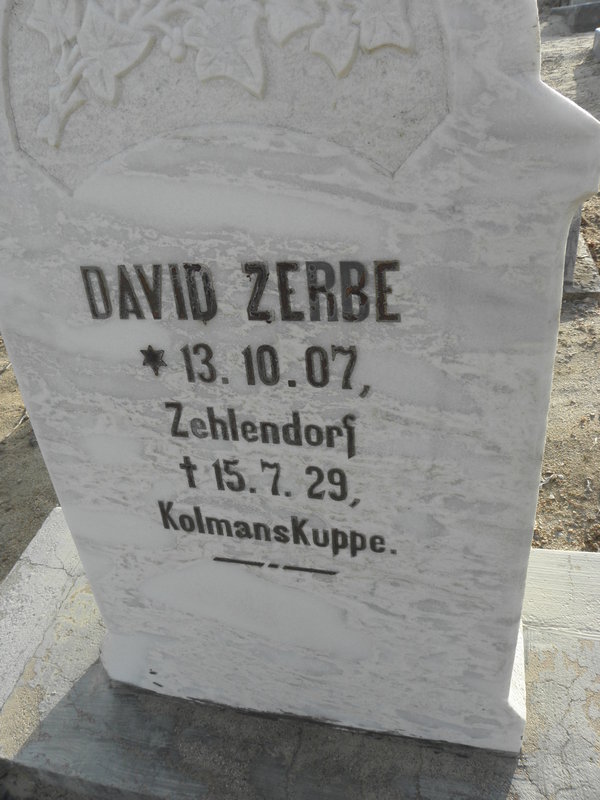 DAVID ZERBE
* 13.10.07,
Zehlendorf
† 15.7.29,
KolmansKuppe.